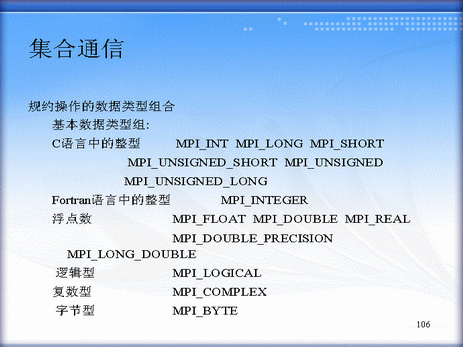 集合通信
规约操作的数据类型组合
基本数据类型组:
C语言中的整型 MPI_INT MPI_LONG MPI_SHORT
MPI_UNSIGNED_SHORT MPI_UNSIGNED
MPI_UNSIGNED_LONG
Fortran语言中的整型 MPI_INTEGER
浮点数 MPI_FLOAT MPI_DOUBLE MPI_REAL
MPI_DOUBLE_PRECISION
MPI_LONG_DOUBLE
逻辑型 MPI_LOGICAL
复数型 MPI_COMPLEX
字节型 MPI_BYTE
106